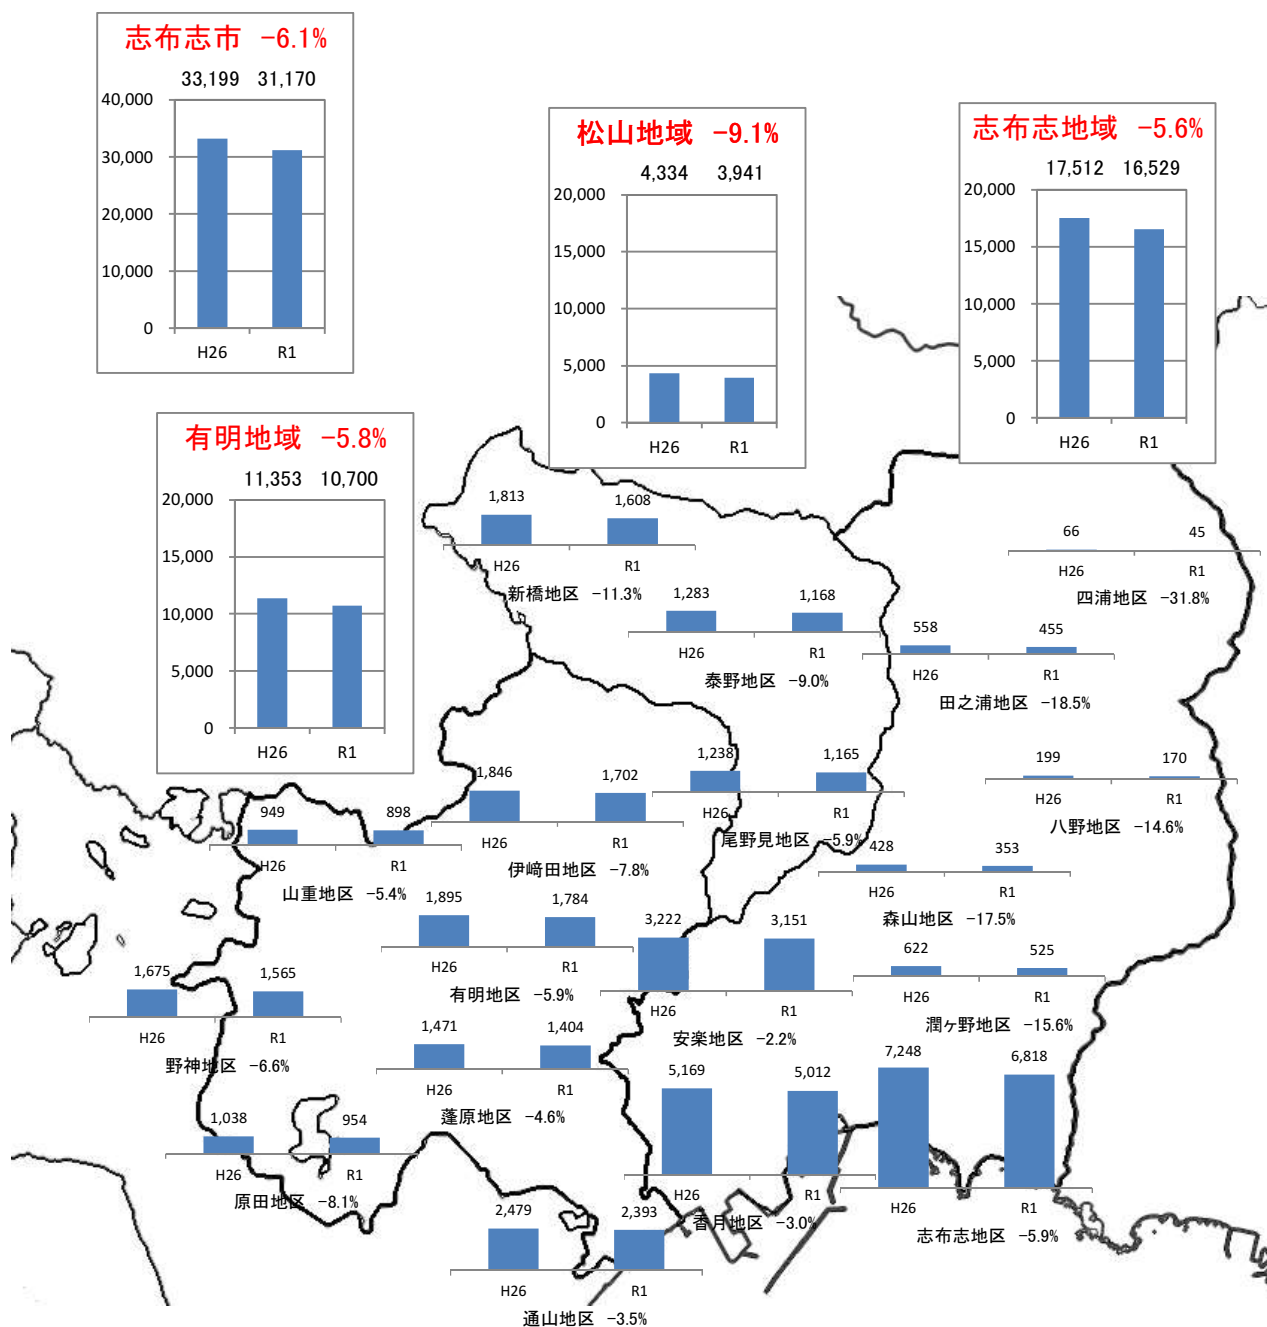 志布志市 -6.1%
33,199 31,170
40,000
30,000
20,000
10,000
0
H26 R1
松山地域 -9.1%
4,334 3,941
20,000
15,000
10,000
5,000
0
H26 R1
志布志地域 -5.6%
17,512 16,529
20,000
15,000
10,000
5,000
0
H26 R1
有明地域 -5.8%
11,353 10,700
20,000
15,000
10,000
5,000
0
H26 R1
1,813 1,608
H26 R1
新橋地区 -11.3%
66 45
H26 R1
四浦地区 -31.8%
1,283 1,168
H26 R1
泰野地区 -9.0%
558 455
H26 R1
田之浦地区 -18.5%
1,238 1,165
H26 R1
尾野見地区 -5.9%
199 170
H26 R1
八野地区 -14.6%
1,846 1,702
H26 R1
伊﨑田地区 -7.8%
949 898
H26 R1
山重地区 -5.4%
428 353
H26 R1
森山地区 -17.5%
1,895 1,784
H26 R1
有明地区 -5.9%
3,222 3,151
H26 R1
安楽地区 -2.2%
622 525
H26 R1
潤ヶ野地区 -15.6%
1,675 1,565
H26 R1
野神地区 -6.6%
1,471 1,404
H26 R1
蓬原地区 -4.6%
5,169 5,012
H26 R1
香月地区 -3.0%
7,248 6,818
H26 R1
志布志地区 -5.9%
1,038 954
H26 R1
原田地区 -8.1%
2,479 2,393
H26 R1
通山地区 -3.5%